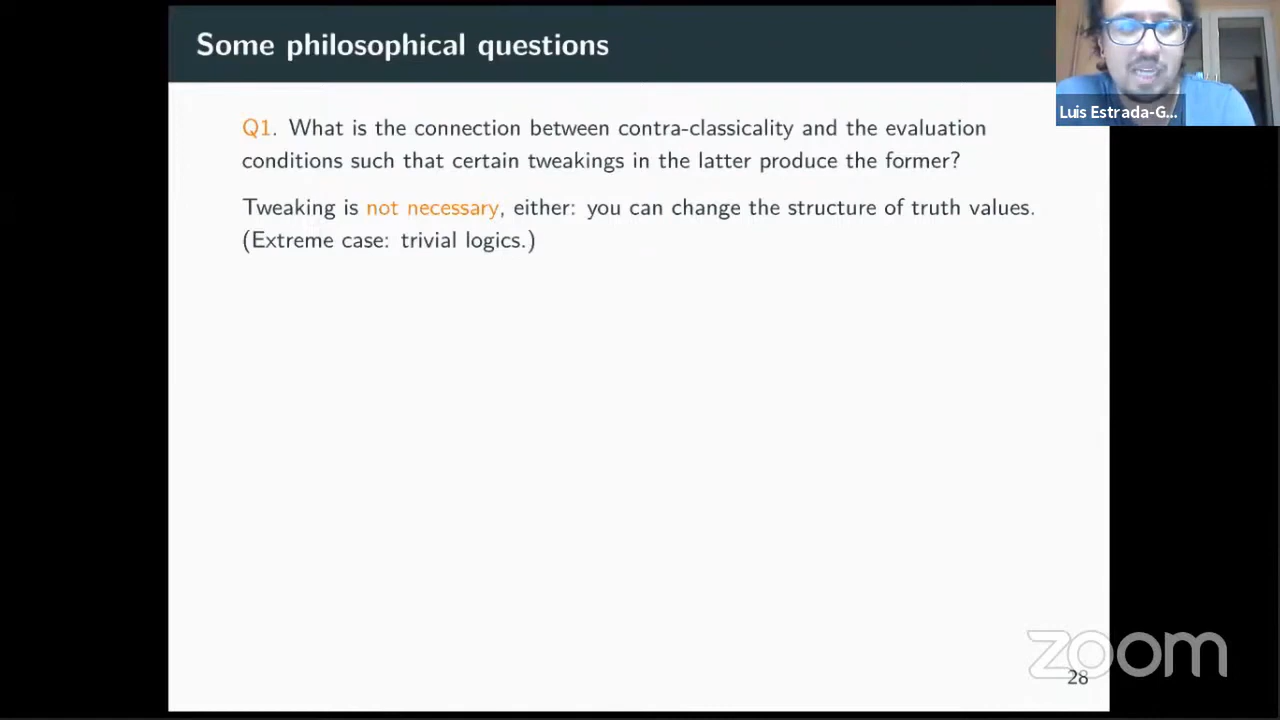 Some philosophical questions
Luis Estrada-G...
Q1. What is the connection between contra-classicality and the evaluation
conditions such that certain tweakings in the latter produce the former?
Tweaking is not necessary, either: you can change the structure of truth values.
(Extreme case: trivial logics.)
zoom
28